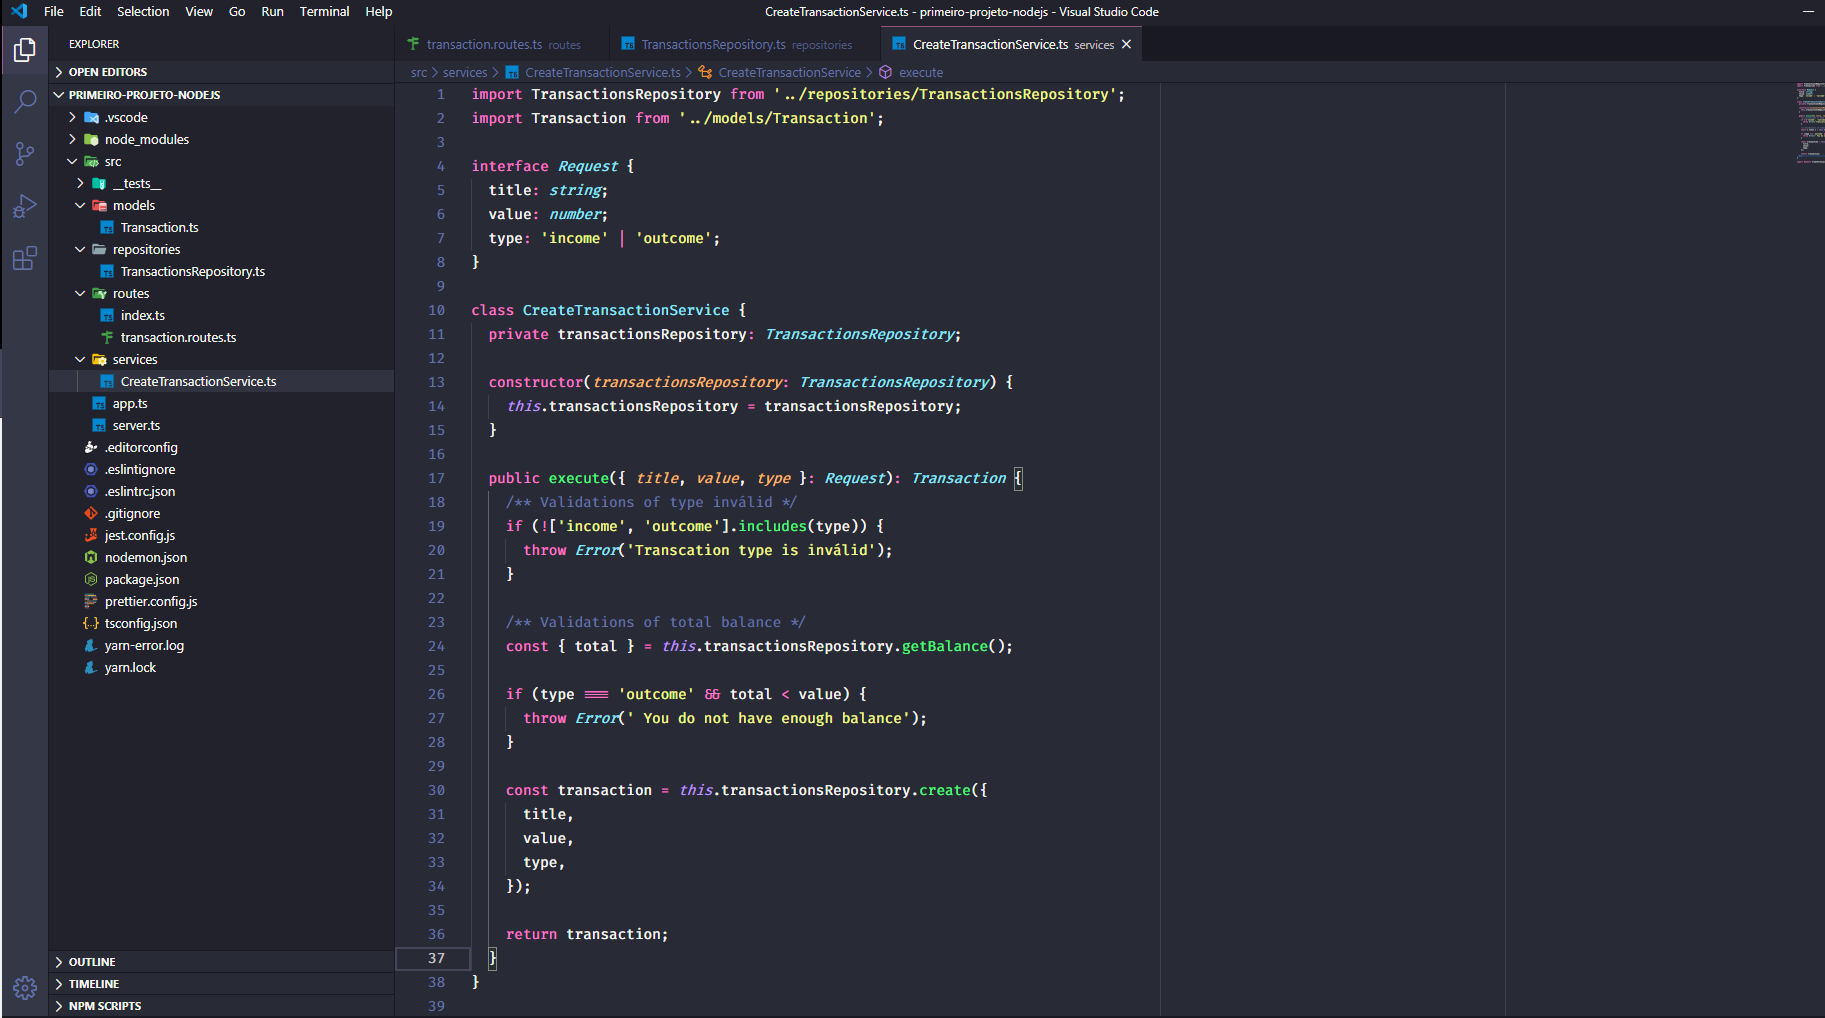 File Edit Selection View Go Run Terminal Help
CreateTransactionService.ts - primeiro-projeto-nodejs - Visual Studio Code
EXPLORER
OPEN EDITORS
PRIMEIRO-PROJETO-NODEJS
.vscode
node_modules
src
__tests__
models
Transaction.ts
repositories
TransactionsRepository.ts
routes
index.ts
transaction.routes.ts
services
CreateTransactionService.ts
app.ts
server.ts
.editorconfig
.eslintignore
.eslintrc.json
.gitignore
jest.config.js
nodemon.json
package.json
prettier.config.js
tsconfig.json
yarn-error.log
yarn.lock
OUTLINE
TIMELINE
NPM SCRIPTS
transaction.routes.ts routes
TransactionsRepository.ts repositories
CreateTransactionService.ts services
src > services > CreateTransactionService.ts > CreateTransactionService > execute
1 import TransactionsRepository from '../repositories/TransactionsRepository';
2 import Transaction from '../models/Transaction';
3
4 interface Request {
5 title: string;
6 value: number;
7 type: 'income' | 'outcome';
8 }
9
10 class CreateTransactionService {
11 private transactionsRepository: TransactionsRepository;
12
13 constructor(transactionsRepository: TransactionsRepository) {
14 this.transactionsRepository = transactionsRepository;
15 }
16
17 public execute({ title, value, type }: Request): Transaction {
18 /** Validations of type inválid */
19 if (!['income', 'outcome'].includes(type)) {
20 throw Error('Transcation type is inválid');
21 }
22
23 /** Validations of total balance */
24 const { total } = this.transactionsRepository.getBalance();
25
26 if (type === 'outcome' && total < value) {
27 throw Error(' You do not have enough balance');
28 }
29
30 const transaction = this.transactionsRepository.create({
31 title,
32 value,
33 type,
34 });
35
36 return transaction;
37 }
38 }
39